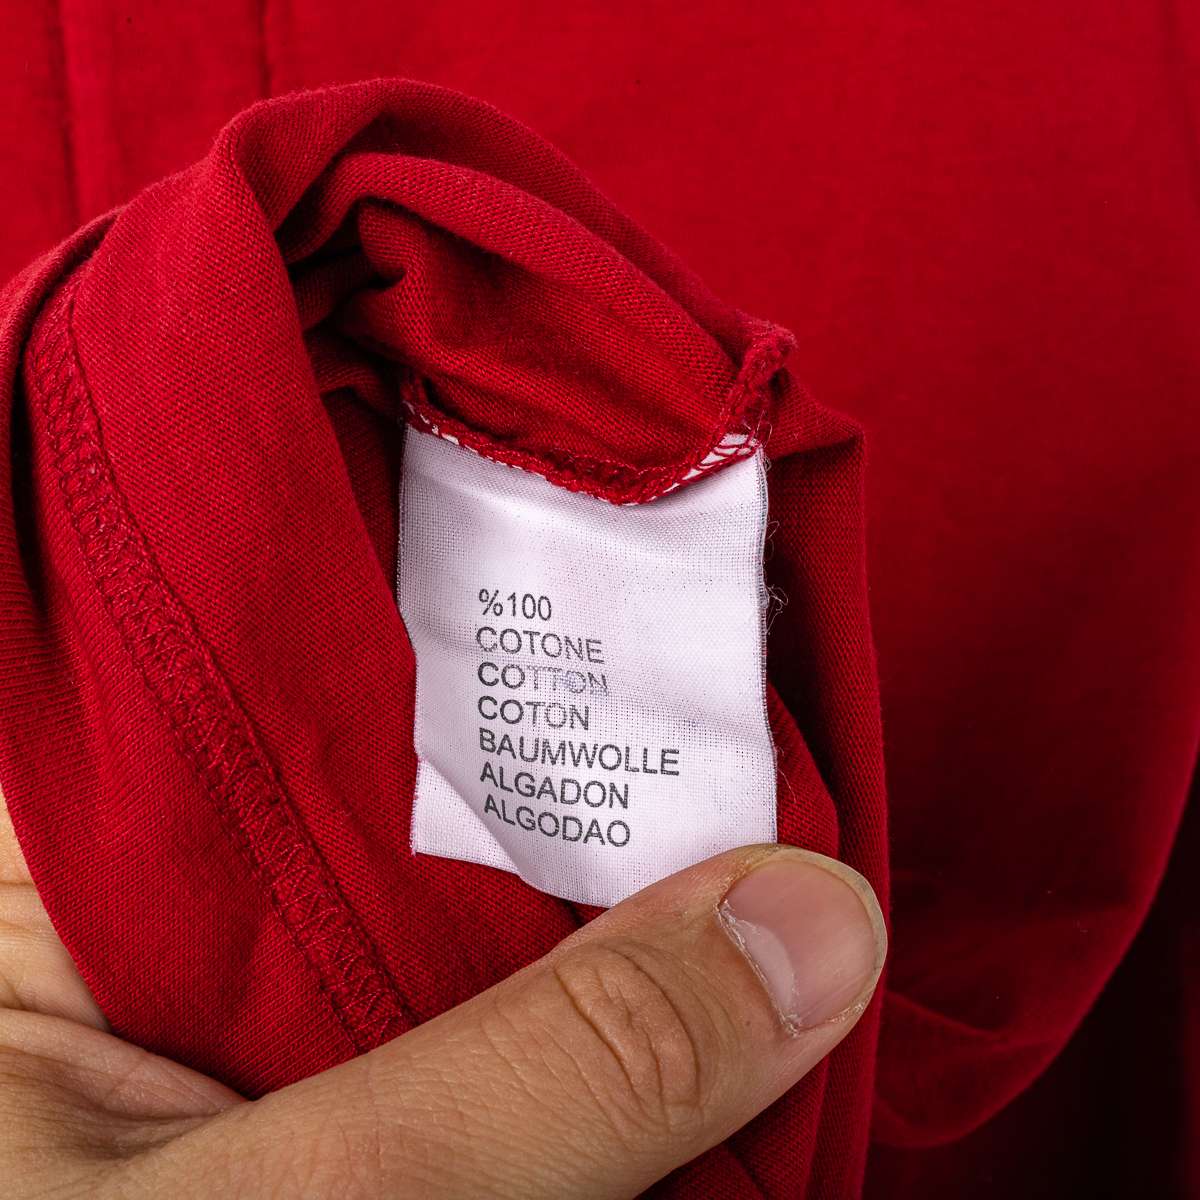 %100
COTONE
COTTON
COTON
BAUMWOLLE
ALGADON
ALGODAO